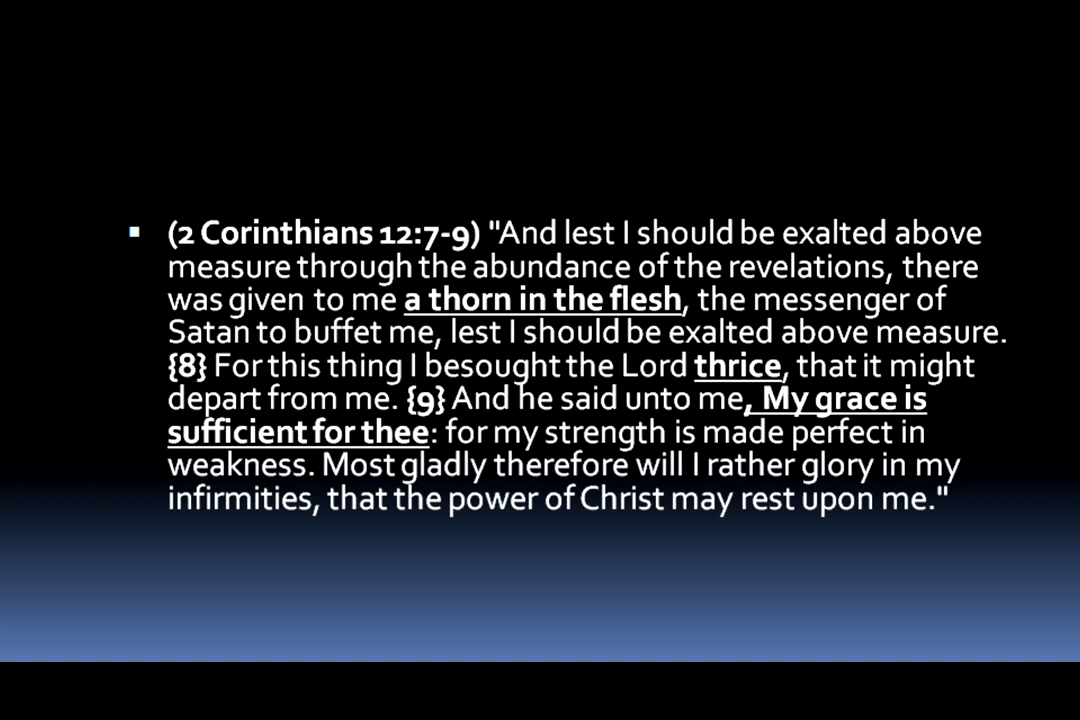 ▪ (2 Corinthians 12:7-9) "And lest I should be exalted above
measure through the abundance of the revelations, there
was given to me a thorn in the flesh, the messenger of
Satan to buffet me, lest I should be exalted above measure.
{8} For this thing I besought the Lord thrice, that it might
depart from me. {9} And he said unto me, My grace is
sufficient for thee: for my strength is made perfect in
weakness. Most gladly therefore will I rather glory in my
infirmities, that the power of Christ may rest upon me."